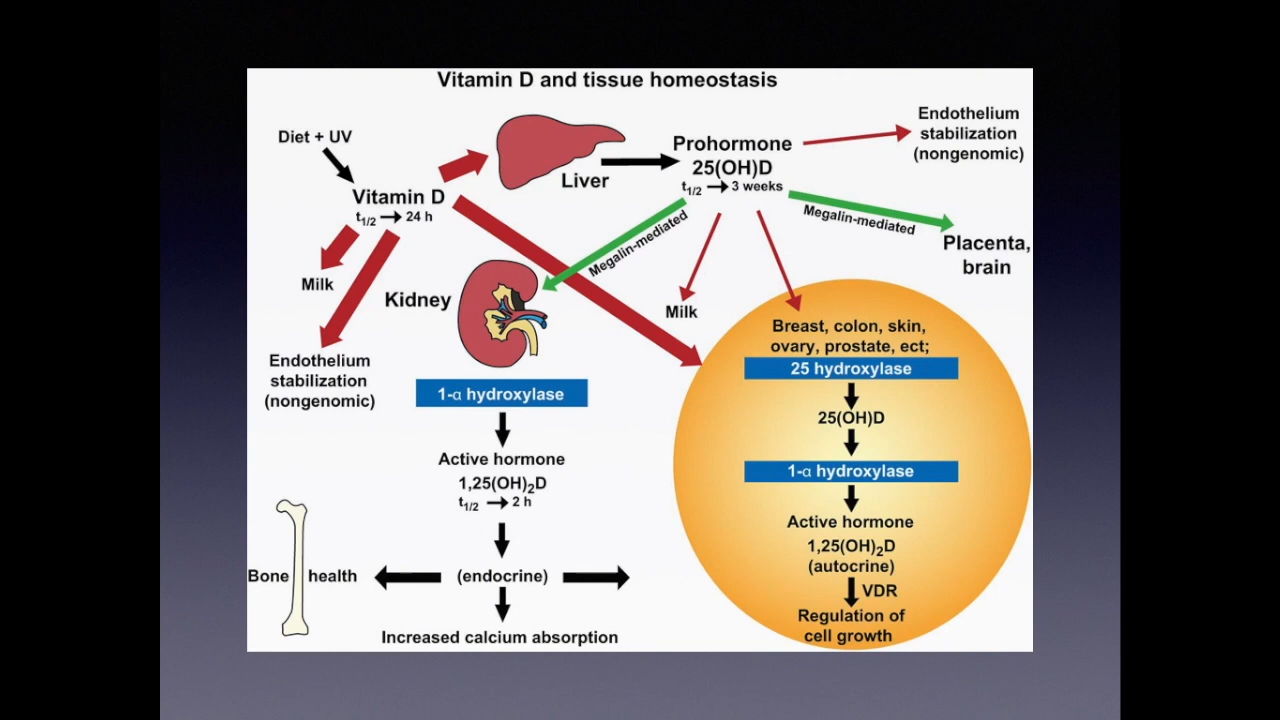 Vitamin D and tissue homeostasis
Diet + UV
Vitamin D
t1/2 → 24 h
Milk
Endothelium
stabilization
(nongenomic)
Liver
Prohormone
25(OH)D
t1/2 → 3 weeks
Endothelium
stabilization
(nongenomic)
Megalin-mediated
Placenta,
brain
Megalin-mediated
Milk
Kidney
1-α hydroxylase
Active hormone
1,25(OH)2D
t1/2 → 2 h
(endocrine)
Bone health
Increased calcium absorption
Breast, colon, skin,
ovary, prostate, ect;
25 hydroxylase
25(OH)D
1-α hydroxylase
Active hormone
1,25(OH)2D
(autocrine)
VDR
Regulation of
cell growth